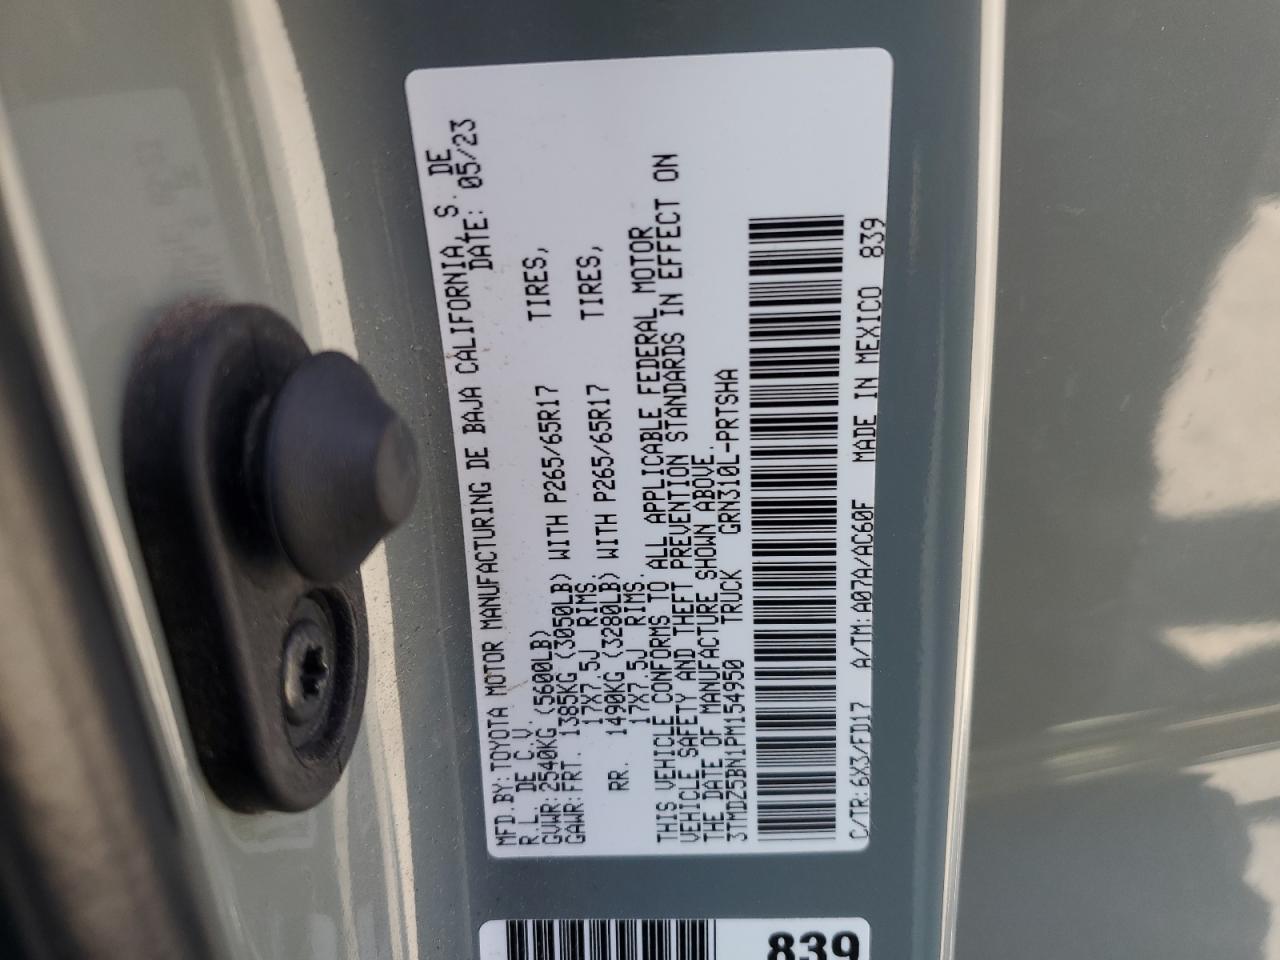 MFD.BY:TOYOTA MOTOR MANUFACTURING DE BAJA CALIFORNIA, S. DE
R.L. DE C.V. DATE: 05/23
GVWR:2540KG (5600LB)
GAWR:FRT. 1385KG (3050LB) WITH P265/65R17 TIRES,
17X7.5J RIMS.
RR. 1490KG (3280LB) WITH P265/65R17 TIRES,
17X7.5J RIMS.
THIS VEHICLE CONFORMS TO ALL APPLICABLE FEDERAL MOTOR
VEHICLE SAFETY AND THEFT PREVENTION STANDARDS IN EFFECT ON
THE DATE OF MANUFACTURE SHOWN ABOVE.
3TMDZ5BN1PM154950 TRUCK GRN310L-PRTSHA
C/TR:6X3/FD17 A/TM:A07A/AC60F MADE IN MEXICO 839
839